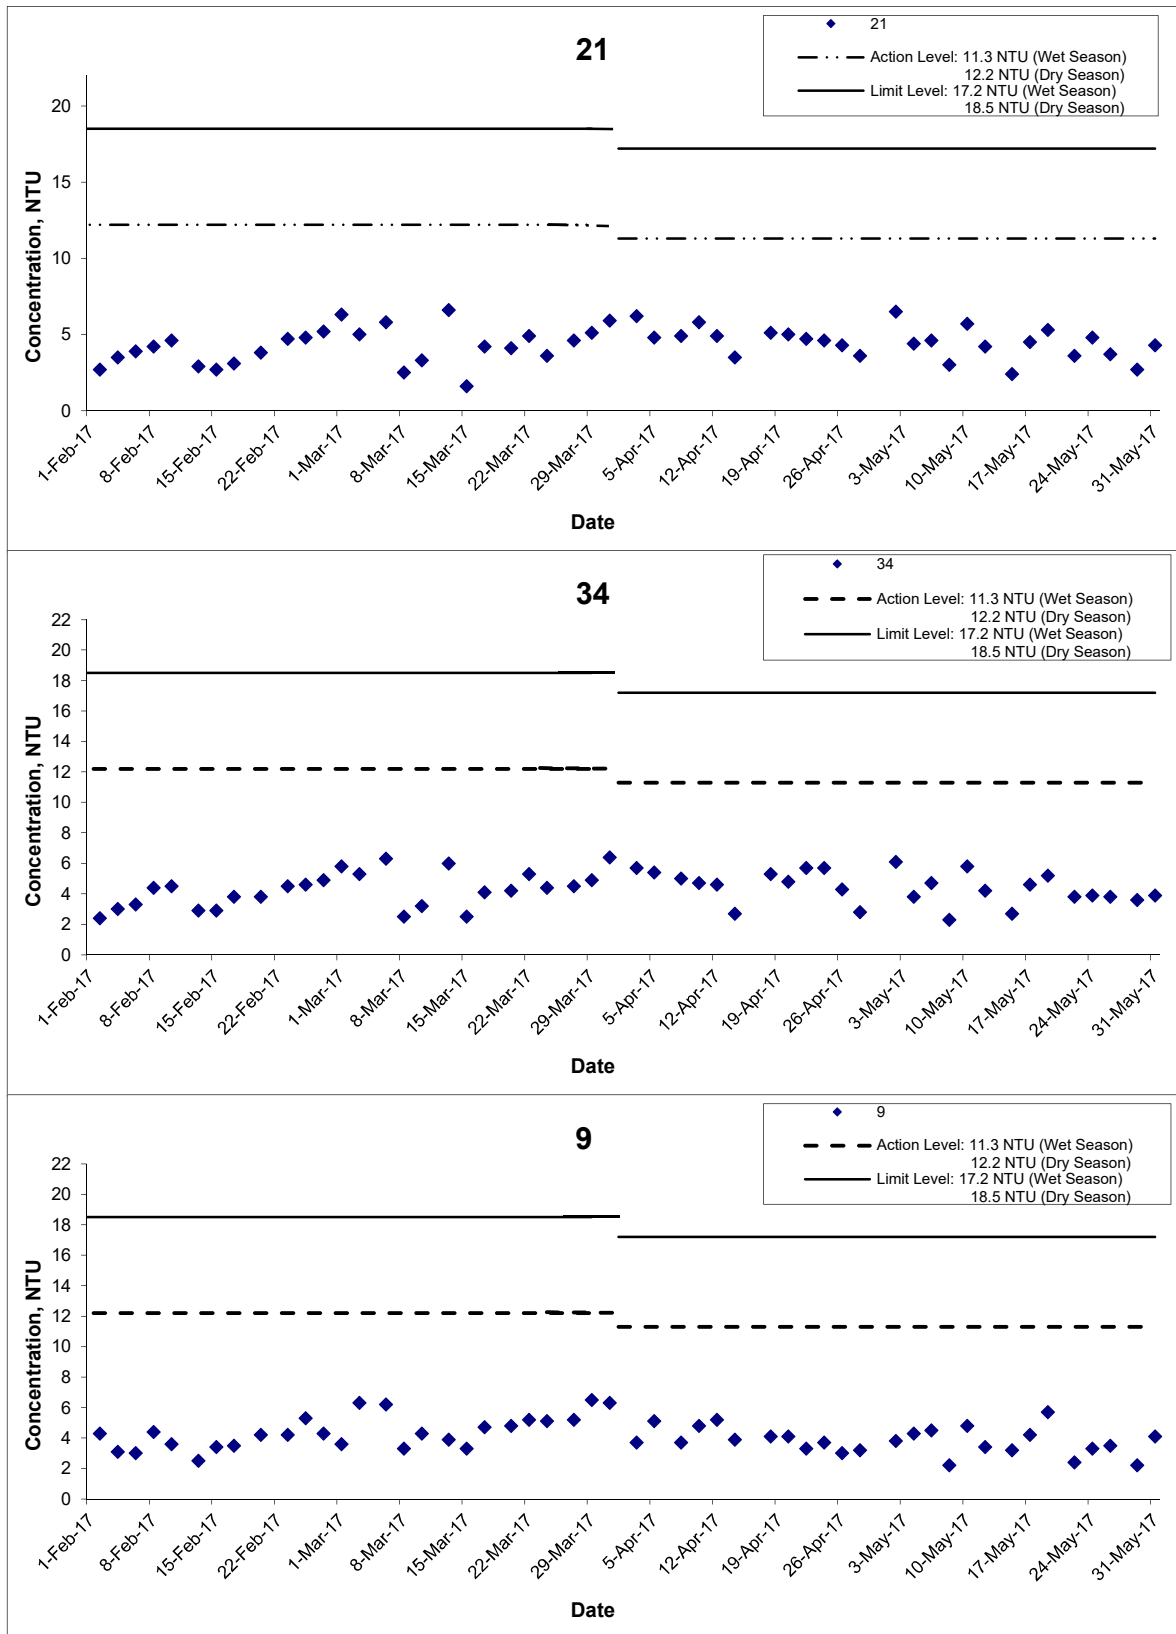 21
21
Action Level: 11.3 NTU (Wet Season)
12.2 NTU (Dry Season)
Limit Level: 17.2 NTU (Wet Season)
18.5 NTU (Dry Season)
Concentration, NTU
20
15
10
5
0
1-Feb-17
8-Feb-17
15-Feb-17
22-Feb-17
1-Mar-17
8-Mar-17
15-Mar-17
22-Mar-17
29-Mar-17
5-Apr-17
12-Apr-17
19-Apr-17
26-Apr-17
3-May-17
10-May-17
17-May-17
24-May-17
31-May-17
Date
34
34
Action Level: 11.3 NTU (Wet Season)
12.2 NTU (Dry Season)
Limit Level: 17.2 NTU (Wet Season)
18.5 NTU (Dry Season)
Concentration, NTU
22
20
18
16
14
12
10
8
6
4
2
0
1-Feb-17
8-Feb-17
15-Feb-17
22-Feb-17
1-Mar-17
8-Mar-17
15-Mar-17
22-Mar-17
29-Mar-17
5-Apr-17
12-Apr-17
19-Apr-17
26-Apr-17
3-May-17
10-May-17
17-May-17
24-May-17
31-May-17
Date
9
9
Action Level: 11.3 NTU (Wet Season)
12.2 NTU (Dry Season)
Limit Level: 17.2 NTU (Wet Season)
18.5 NTU (Dry Season)
Concentration, NTU
22
20
18
16
14
12
10
8
6
4
2
0
1-Feb-17
8-Feb-17
15-Feb-17
22-Feb-17
1-Mar-17
8-Mar-17
15-Mar-17
22-Mar-17
29-Mar-17
5-Apr-17
12-Apr-17
19-Apr-17
26-Apr-17
3-May-17
10-May-17
17-May-17
24-May-17
31-May-17
Date